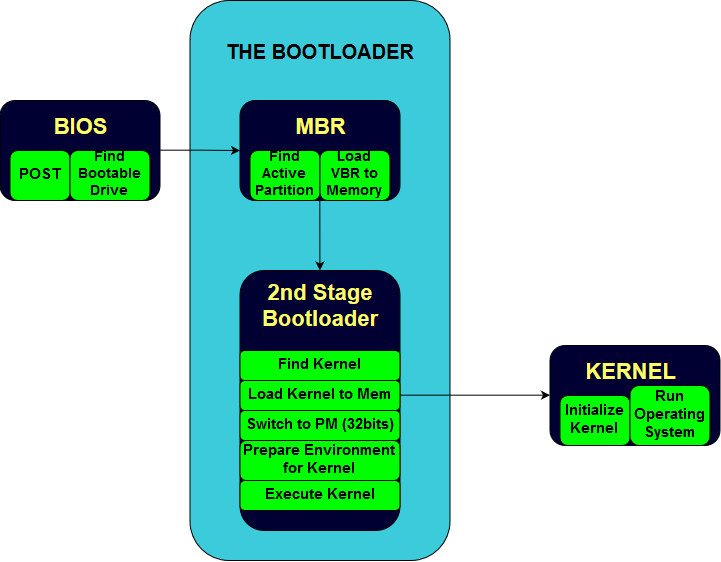 THE BOOTLOADER
BIOS
POST
Find
Bootable
Drive
MBR
Find
Active
Partition
Load
VBR to
Memory
2nd Stage
Bootloader
Find Kernel
Load Kernel to Mem
Switch to PM (32bits)
Prepare Environment
for Kernel
Execute Kernel
KERNEL
Initialize
Kernel
Run
Operating
System